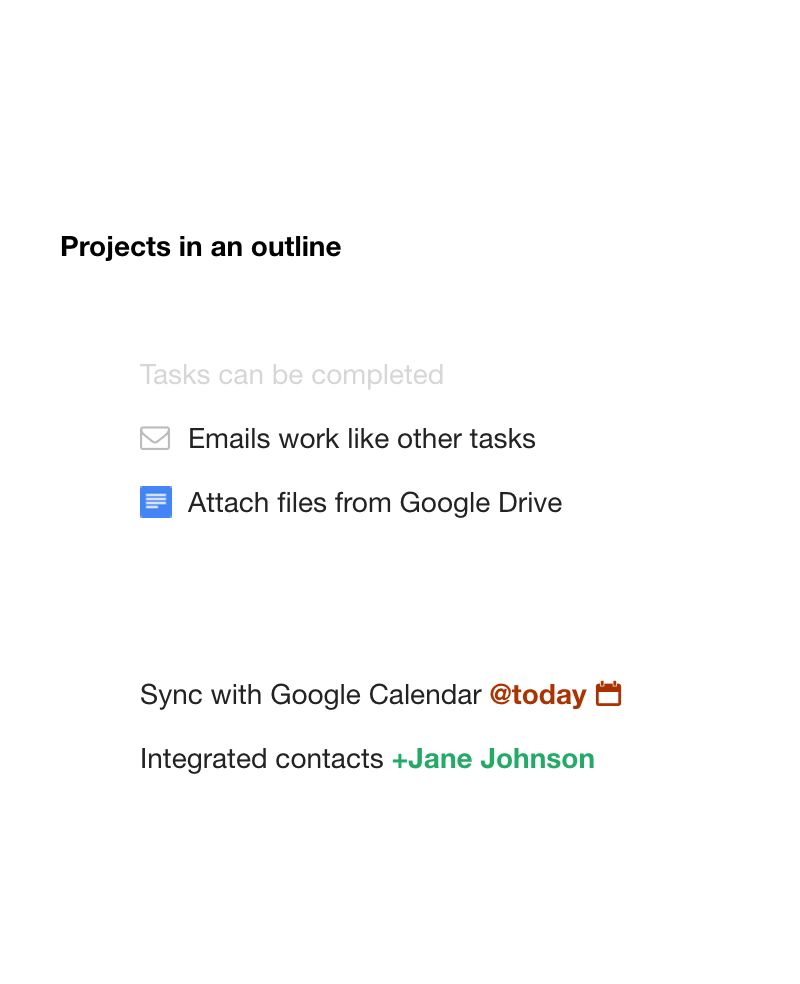 Projects in an outline
Tasks can be completed
Emails work like other tasks
Attach files from Google Drive
Sync with Google Calendar @today
Integrated contacts +Jane Johnson